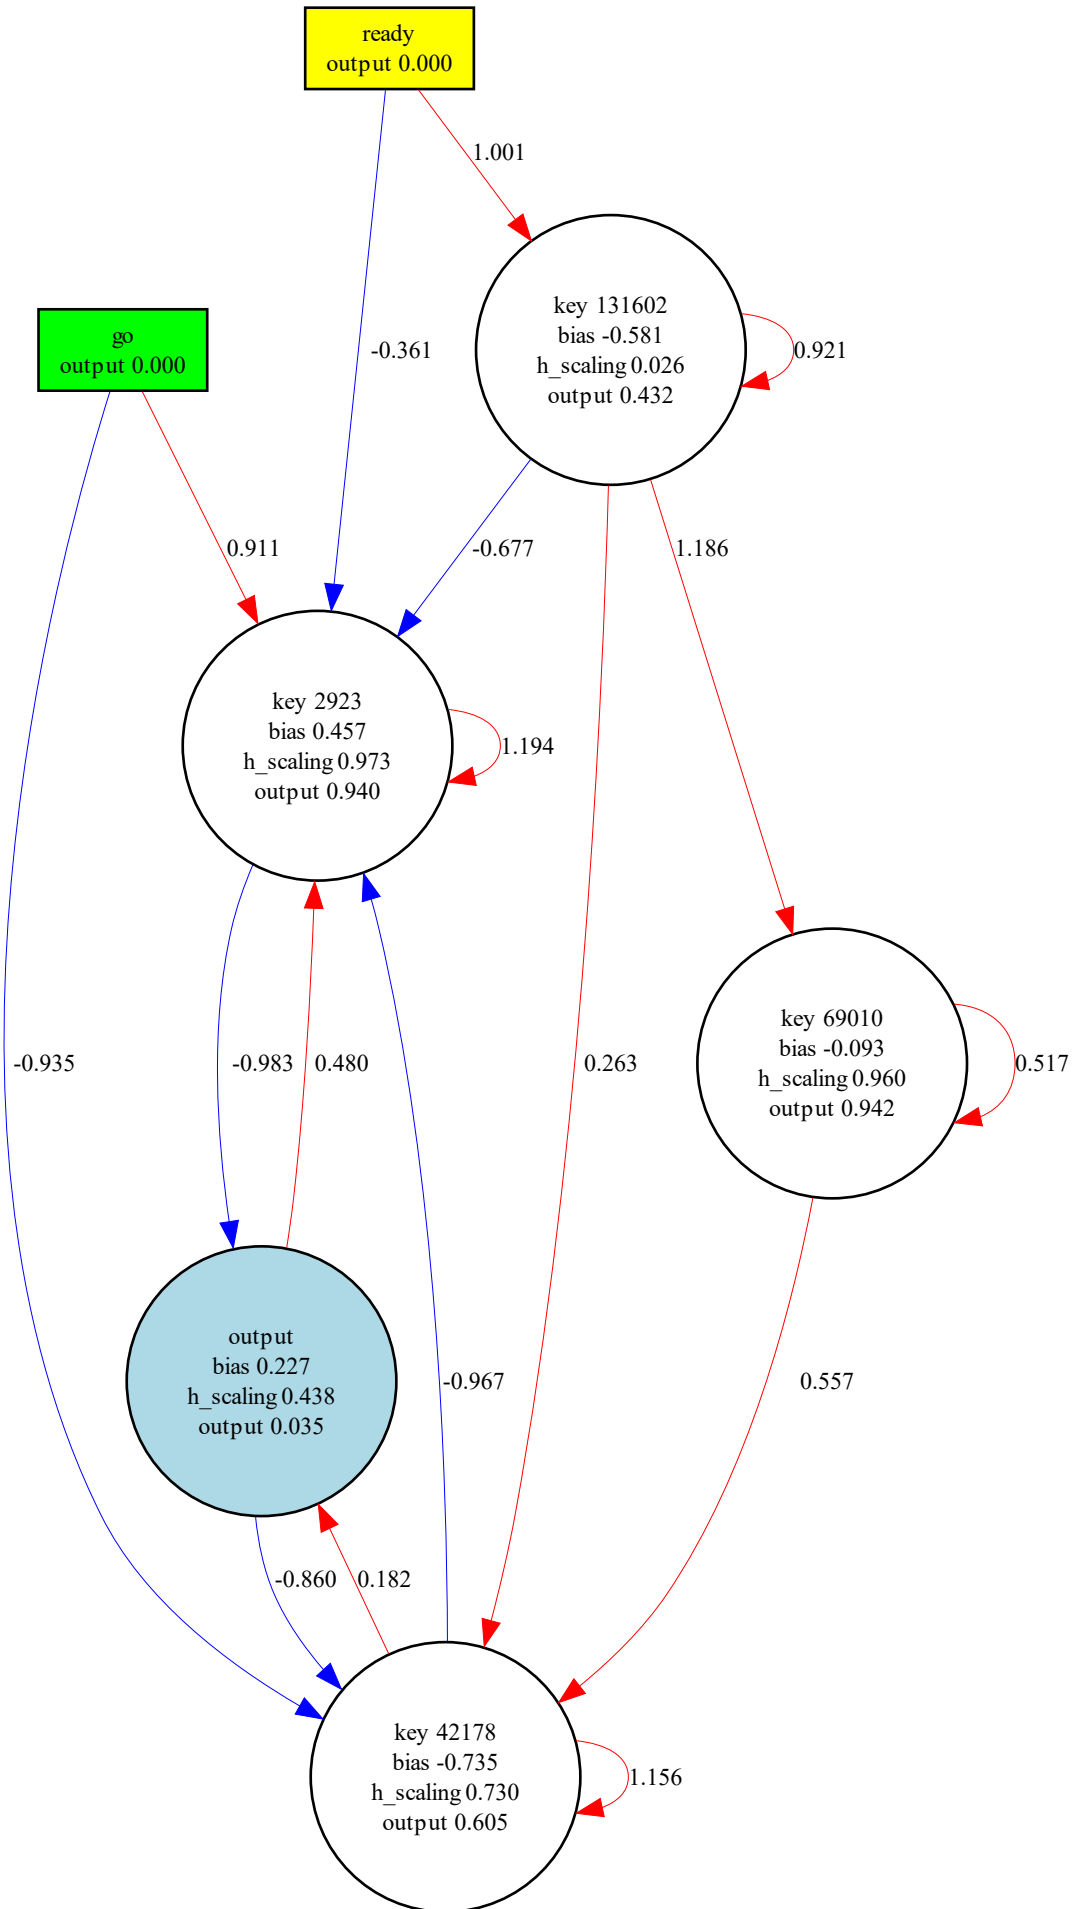 ready
output 0.000
1.001
key 131602
bias -0.581
h_scaling 0.026
output 0.432
0.921
go
output 0.000
-0.361
0.911
-0.677
1.186
key 2923
bias 0.457
h_scaling 0.973
output 0.940
1.194
key 69010
bias -0.093
h_scaling 0.960
output 0.942
0.517
-0.935
-0.983
0.480
0.263
output
bias 0.227
h_scaling 0.438
output 0.035
-0.967
0.557
-0.860
0.182
key 42178
bias -0.735
h_scaling 0.730
output 0.605
1.156